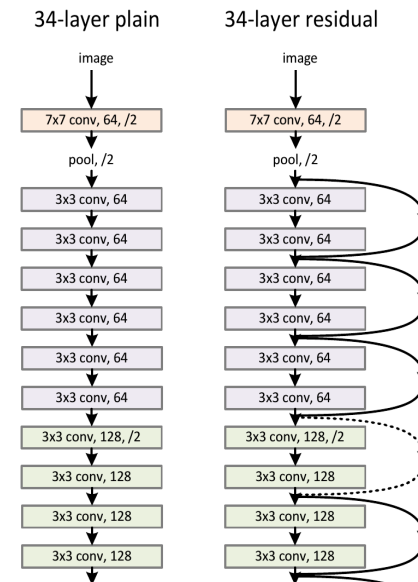 34-layer plain
image
7x7 conv, 64, /2
pool, /2
3x3 conv, 64
3x3 conv, 64
3x3 conv, 64
3x3 conv, 64
3x3 conv, 64
3x3 conv, 64
3x3 conv, 128, /2
3x3 conv, 128
3x3 conv, 128
3x3 conv, 128
34-layer residual
image
7x7 conv, 64, /2
pool, /2
3x3 conv, 64
3x3 conv, 64
3x3 conv, 64
3x3 conv, 64
3x3 conv, 64
3x3 conv, 64
3x3 conv, 128, /2
3x3 conv, 128
3x3 conv, 128
3x3 conv, 128